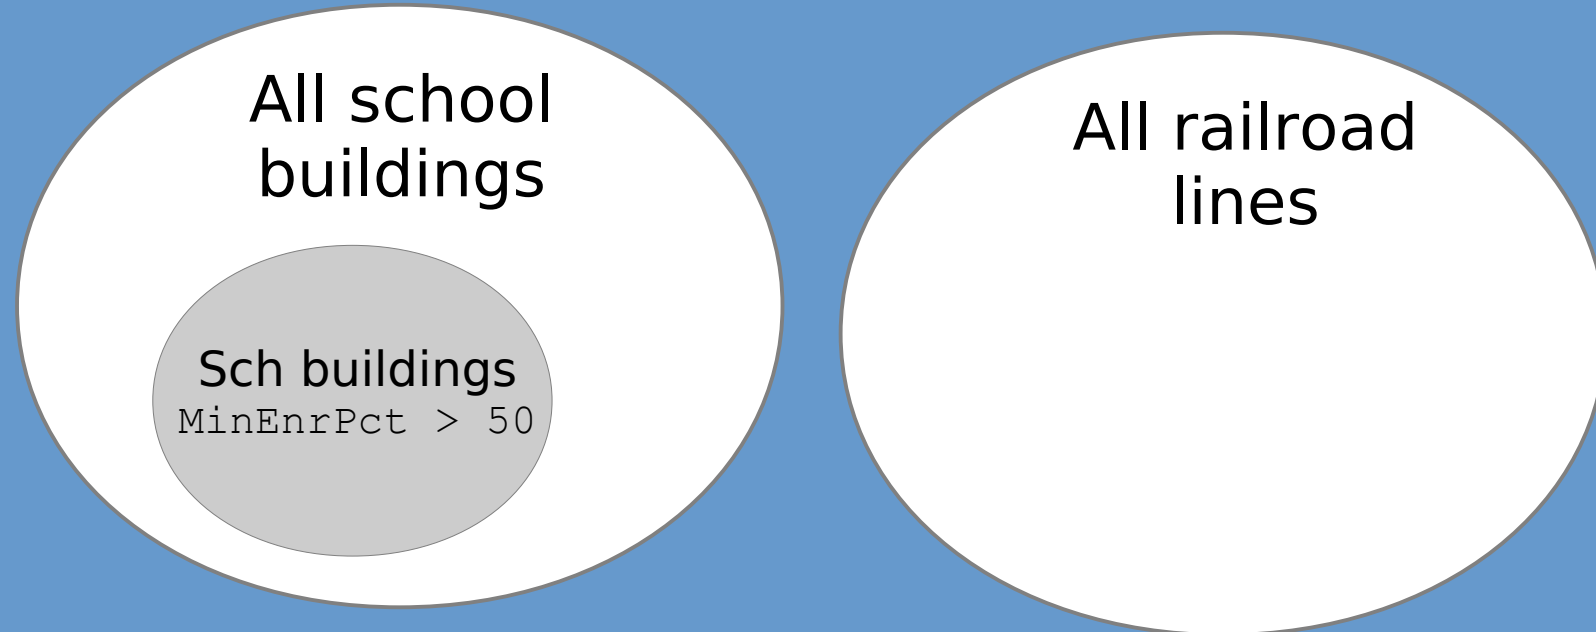 All school
buildings
Sch buildings
MinEnrPct > 50
All railroad
lines